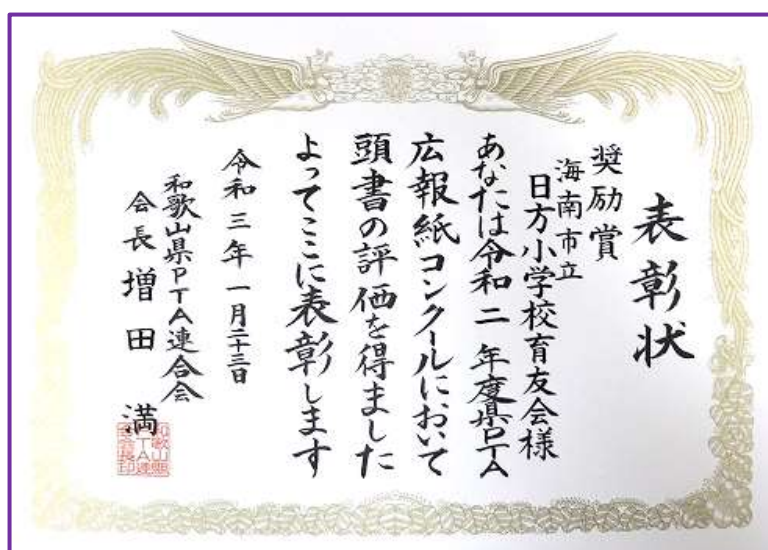 表彰状
奨励賞
海南市立
日方小学校育友会様
あなたは令和二年度県PTA
広報紙コンクールにおいて
頭書の評価を得ました
よってここに表彰します
令和三年一月二十三日
和歌山県PTA連合会
会長増田満